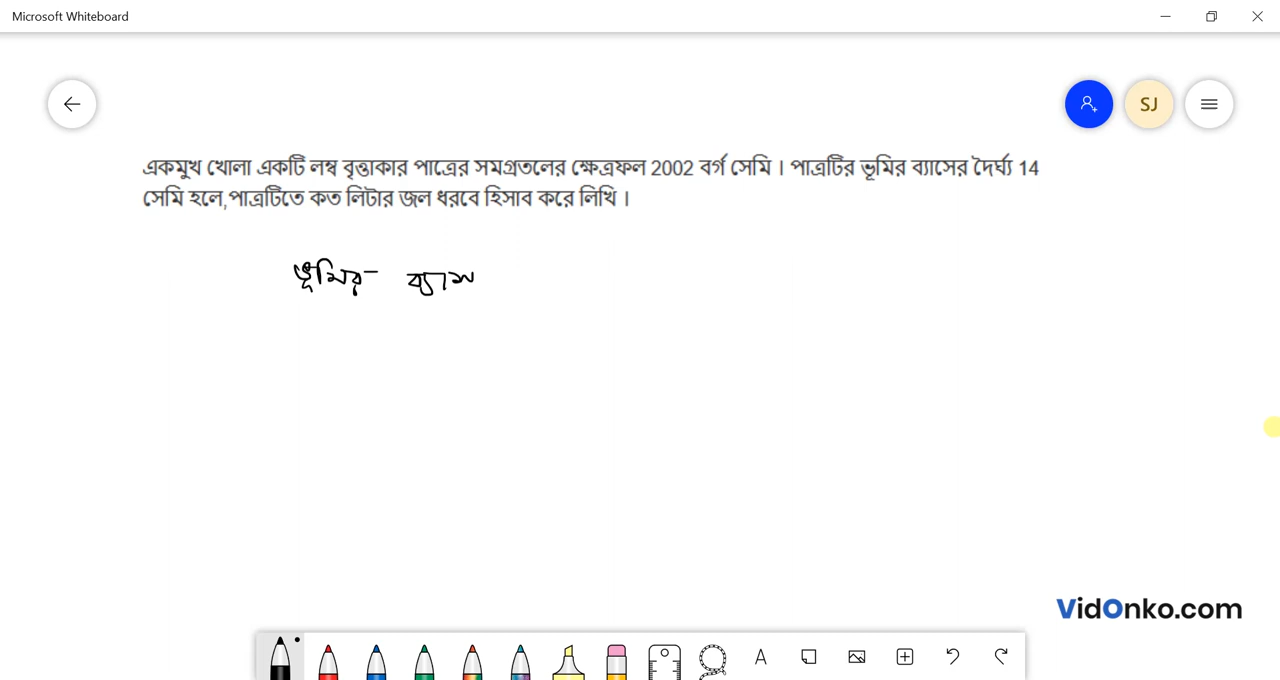 Microsoft Whiteboard
SJ
একমুখ খোলা একটি লম্ব বৃত্তাকার পাত্রের সমগ্রতলের ক্ষেত্রফল 2002 বর্গ সেমি । পাত্রটির ভূমির ব্যাসের দৈর্ঘ্য 14
সেমি হলে,পাত্রটিতে কত লিটার জল ধরবে হিসাব করে লিখি ।
ভূমির ব্যাস
VidOnko.com
A